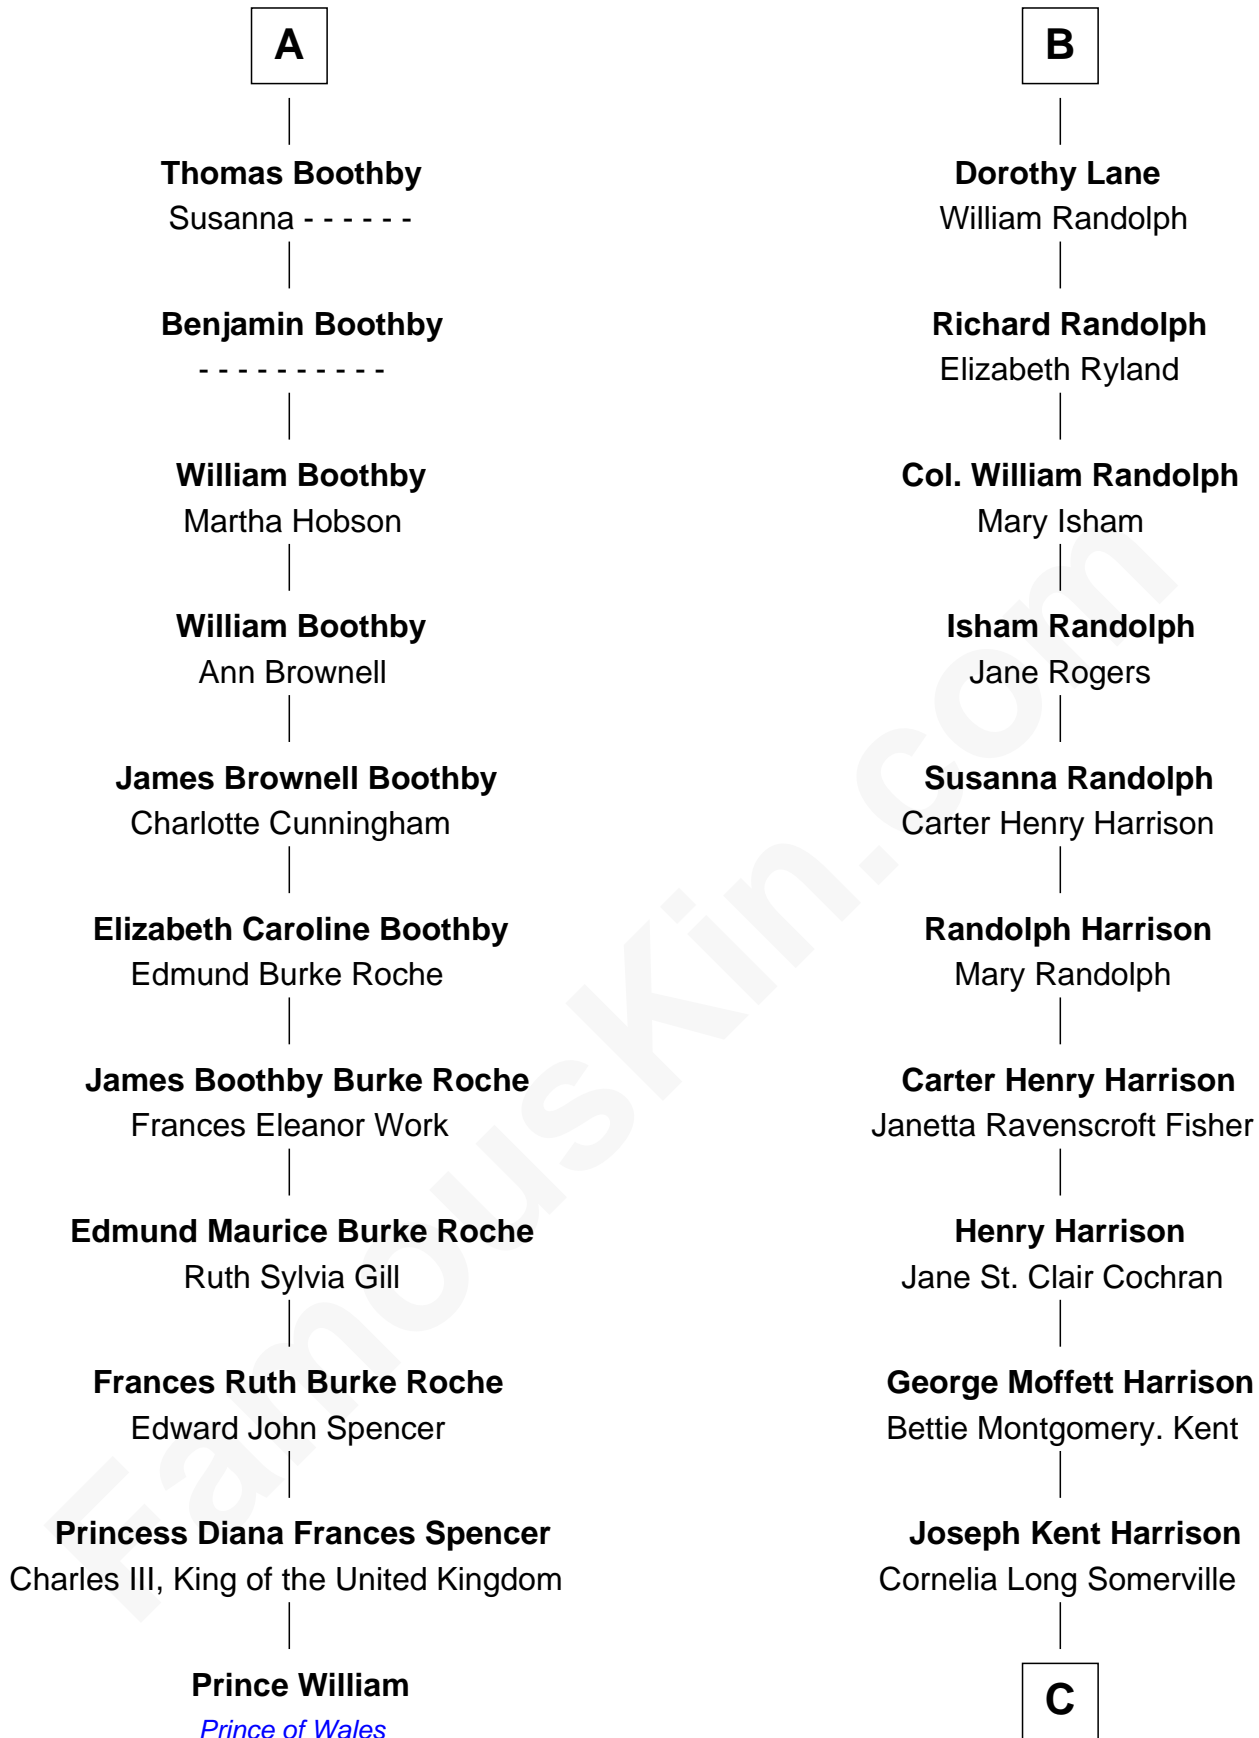 A
Thomas Boothby
Susanna - - - - - -
Benjamin Boothby
- - - - - - - - - -
William Boothby
Martha Hobson
William Boothby
Ann Brownell
James Brownell Boothby
Charlotte Cunningham
Elizabeth Caroline Boothby
Edmund Burke Roche
James Boothby Burke Roche
Frances Eleanor Work
Edmund Maurice Burke Roche
Ruth Sylvia Gill
Frances Ruth Burke Roche
Edward John Spencer
Princess Diana Frances Spencer
Charles III, King of the United Kingdom
Prince William
Prince of Wales
B
Dorothy Lane
William Randolph
Richard Randolph
Elizabeth Ryland
Col. William Randolph
Mary Isham
Isham Randolph
Jane Rogers
Susanna Randolph
Carter Henry Harrison
Randolph Harrison
Mary Randolph
Carter Henry Harrison
Janetta Ravenscroft Fisher
Henry Harrison
Jane St. Clair Cochran
George Moffett Harrison
Bettie Montgomery. Kent
Joseph Kent Harrison
Cornelia Long Somerville
C
FamousKin.com